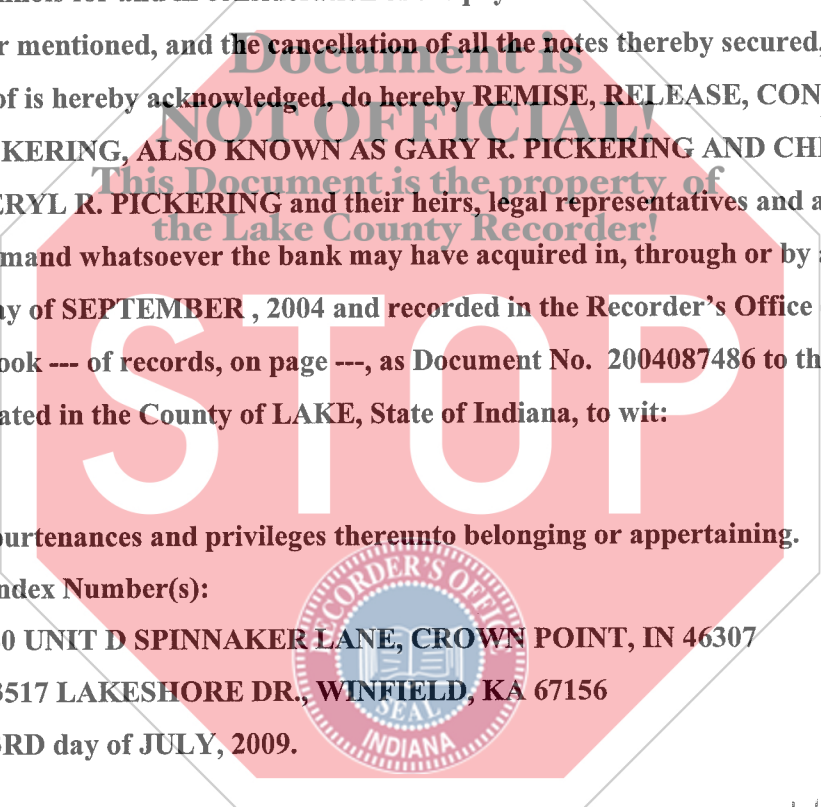 r mentioned, and the cancellation of all the notes thereby secured,
of is hereby acknowledged, do hereby REMISE, RELEASE, CON
KERING, ALSO KNOWN AS GARY R. PICKERING AND CHE
ERYL R. PICKERING and their heirs, legal representatives and a
mand whatsoever the bank may have acquired in, through or by a
ay of SEPTEMBER , 2004 and recorded in the Recorder's Office
ook --- of records, on page ---, as Document No. 2004087486 to th
ated in the County of LAKE, State of Indiana, to wit:
ourtenances and privileges thereunto belonging or appertaining.
ndex Number(s):
0 UNIT D SPINNAKER LANE, CROWN POINT, IN 46307
3517 LAKESHORE DR., WINFIELD, KA 67156
RD day of JULY, 2009.
Document is
NOT OFFICIAL!
This Document is the property of
the Lake County Recorder!
STOP
RECORDER'S OFFICE
SEAL
INDIANA